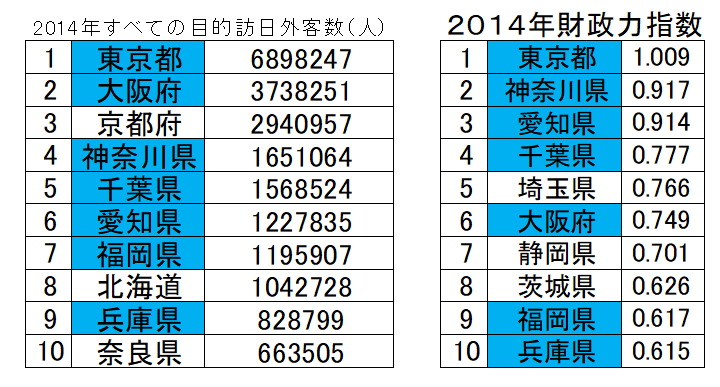 2014年すべての目的訪日外客数(人)
1 東京都 6898247
2 大阪府 3738251
3 京都府 2940957
4 神奈川県 1651064
5 千葉県 1568524
6 愛知県 1227835
7 福岡県 1195907
8 北海道 1042728
9 兵庫県 828799
10 奈良県 663505
2014年財政力指数
1 東京都 1.009
2 神奈川県 0.917
3 愛知県 0.914
4 千葉県 0.777
5 埼玉県 0.766
6 大阪府 0.749
7 静岡県 0.701
8 茨城県 0.626
9 福岡県 0.617
10 兵庫県 0.615